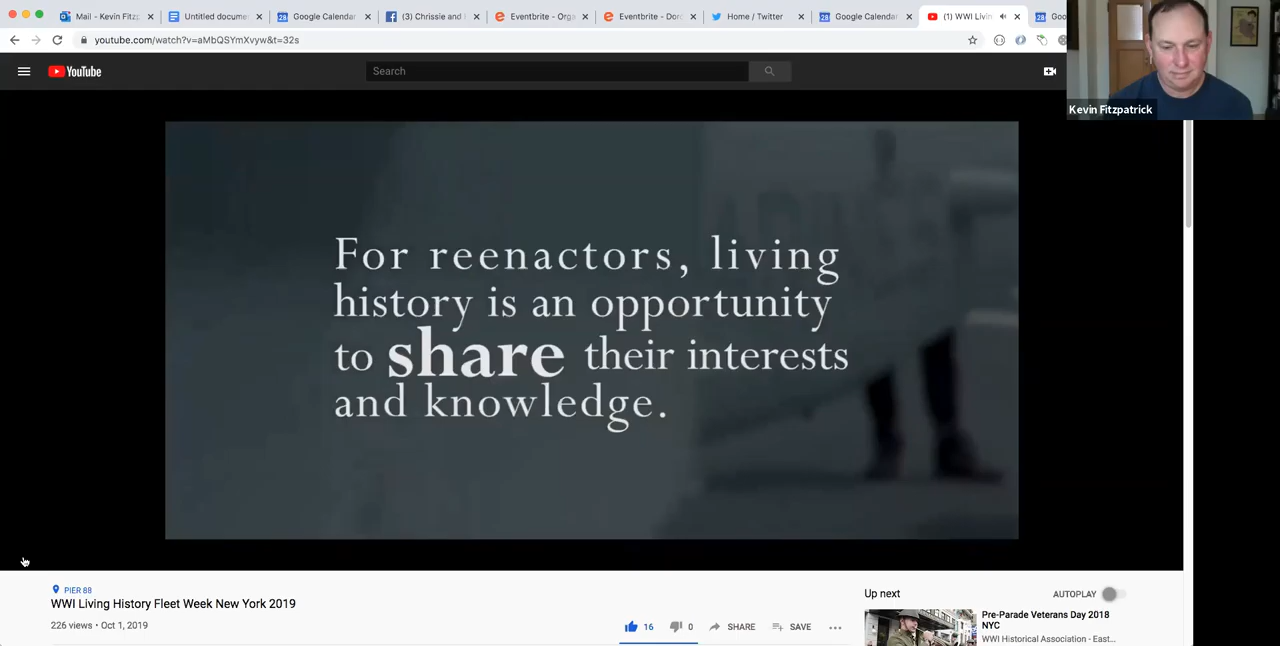 Mail - Kevin Fitzp
Untitled docume
Google Calendar
(3) Chrissie and
Eventbrite - Orga
Eventbrite - Doro
Home / Twitter
Google Calendar
(1) WWI Livin
Goo
youtube.com/watch?v=aMbQSYmXvyw&t=32s
YouTube
Search
Kevin Fitzpatrick
For reenactors, living
history is an opportunity
to share their interests
and knowledge.
PIER 88
WWI Living History Fleet Week New York 2019
226 views • Oct 1, 2019
16
0
SHARE
SAVE
Up next
AUTOPLAY
Pre-Parade Veterans Day 2018
NYC
WWI Historical Association - East...